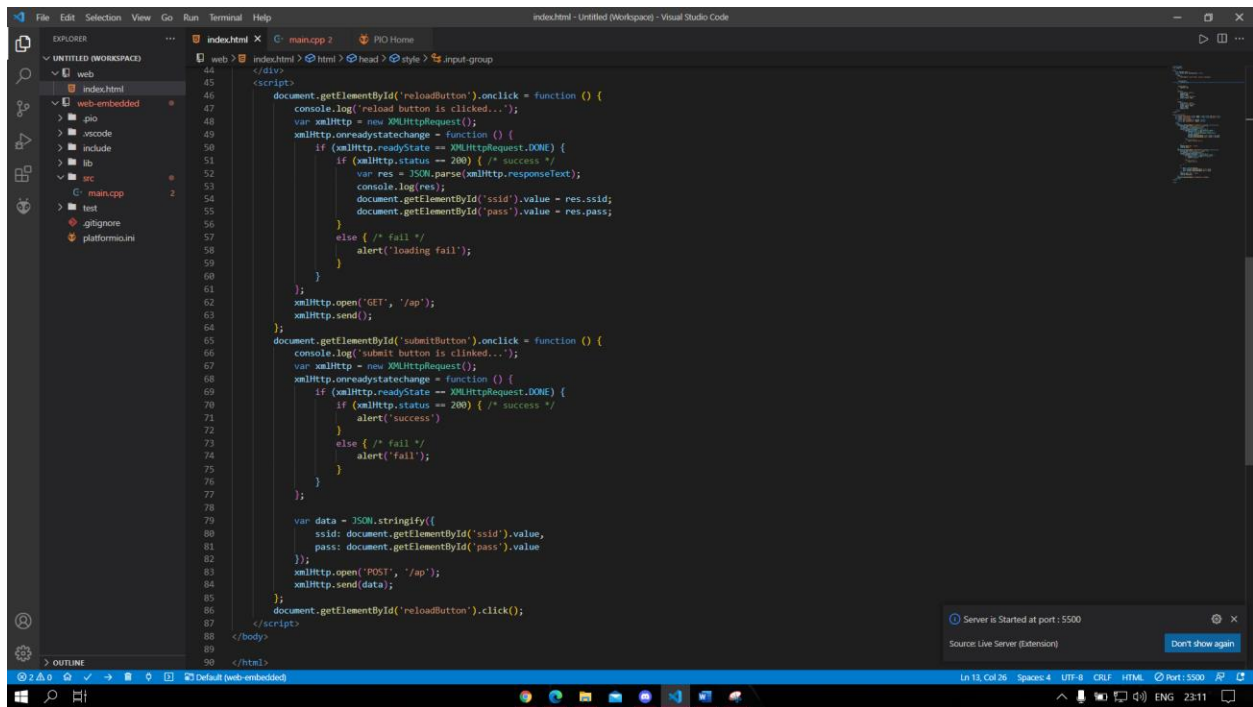 File Edit Selection View Go Run Terminal Help
index.html - Untitled (Workspace) - Visual Studio Code
EXPLORER
UNTITLED (WORKSPACE)
web
index.html
web-embedded
.pio
.vscode
include
lib
src
main.cpp 2
test
.gitignore
platformio.ini
OUTLINE
index.html main.cpp 2 PIO Home
web > index.html > html > head > style > .input-group
44 </div>
45 <script>
46 document.getElementById('reloadButton').onclick = function () {
47 console.log('reload button is clicked...');
48 var xmlHttp = new XMLHttpRequest();
49 xmlHttp.onreadystatechange = function () {
50 if (xmlHttp.readyState == XMLHttpRequest.DONE) {
51 if (xmlHttp.status == 200) { /* success */
52 var res = JSON.parse(xmlHttp.responseText);
53 console.log(res);
54 document.getElementById('ssid').value = res.ssid;
55 document.getElementById('pass').value = res.pass;
56 }
57 else { /* fail */
58 alert('loading fail');
59 }
60 }
61 };
62 xmlHttp.open('GET', '/ap');
63 xmlHttp.send();
64 };
65 document.getElementById('submitButton').onclick = function () {
66 console.log('submit button is clinked...');
67 var xmlHttp = new XMLHttpRequest();
68 xmlHttp.onreadystatechange = function () {
69 if (xmlHttp.readyState == XMLHttpRequest.DONE) {
70 if (xmlHttp.status == 200) { /* success */
71 alert('success')
72 }
73 else { /* fail */
74 alert('fail');
75 }
76 }
77 };
78
79 var data = JSON.stringify({
80 ssid: document.getElementById('ssid').value,
81 pass: document.getElementById('pass').value
82 });
83 xmlHttp.open('POST', '/ap');
84 xmlHttp.send(data);
85 };
86 document.getElementById('reloadButton').click();
87 </script>
88 </body>
89
90 </html>
Server is Started at port : 5500
Source: Live Server (Extension)
Don't show again
2 0 Default (web-embedded)
Ln 13, Col 26 Spaces: 4 UTF-8 CRLF HTML Port : 5500
ENG 23:11